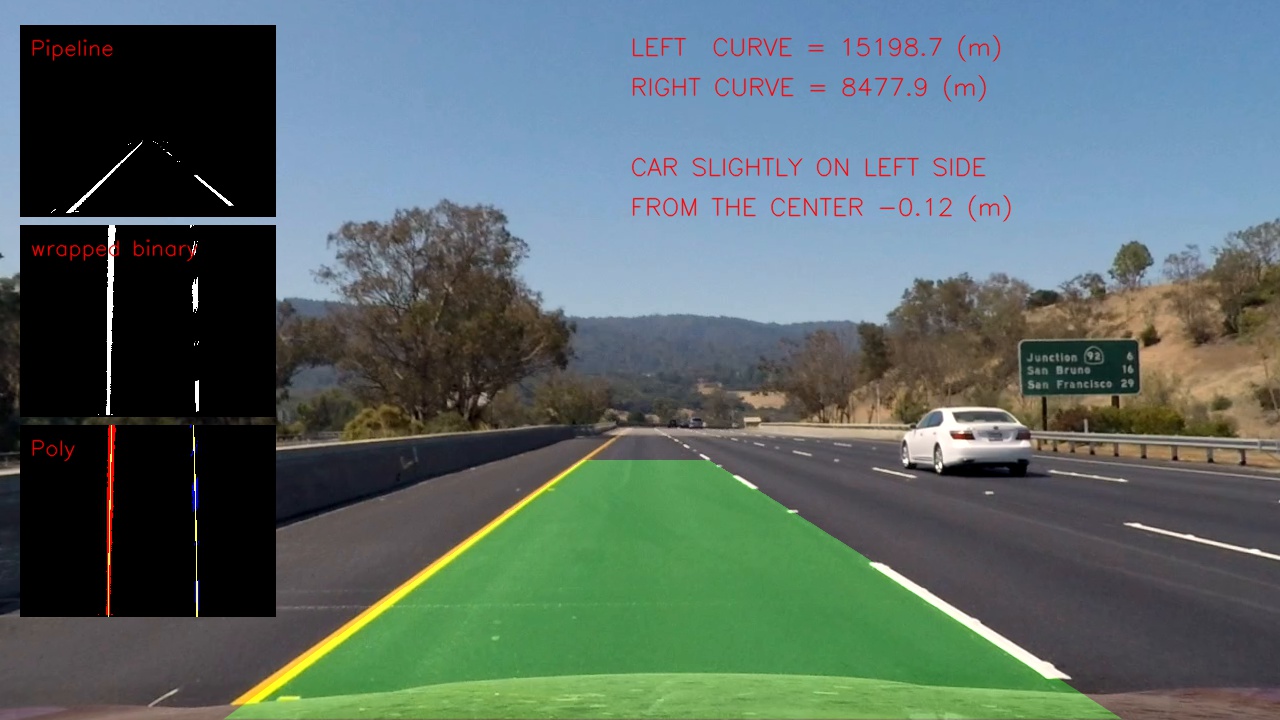 Pipeline
wrapped binary
Poly
LEFT CURVE = 15198.7 (m)
RIGHT CURVE = 8477.9 (m)
CAR SLIGHTLY ON LEFT SIDE
FROM THE CENTER -0.12 (m)
Junction 92 6
San Bruno 16
San Francisco 29